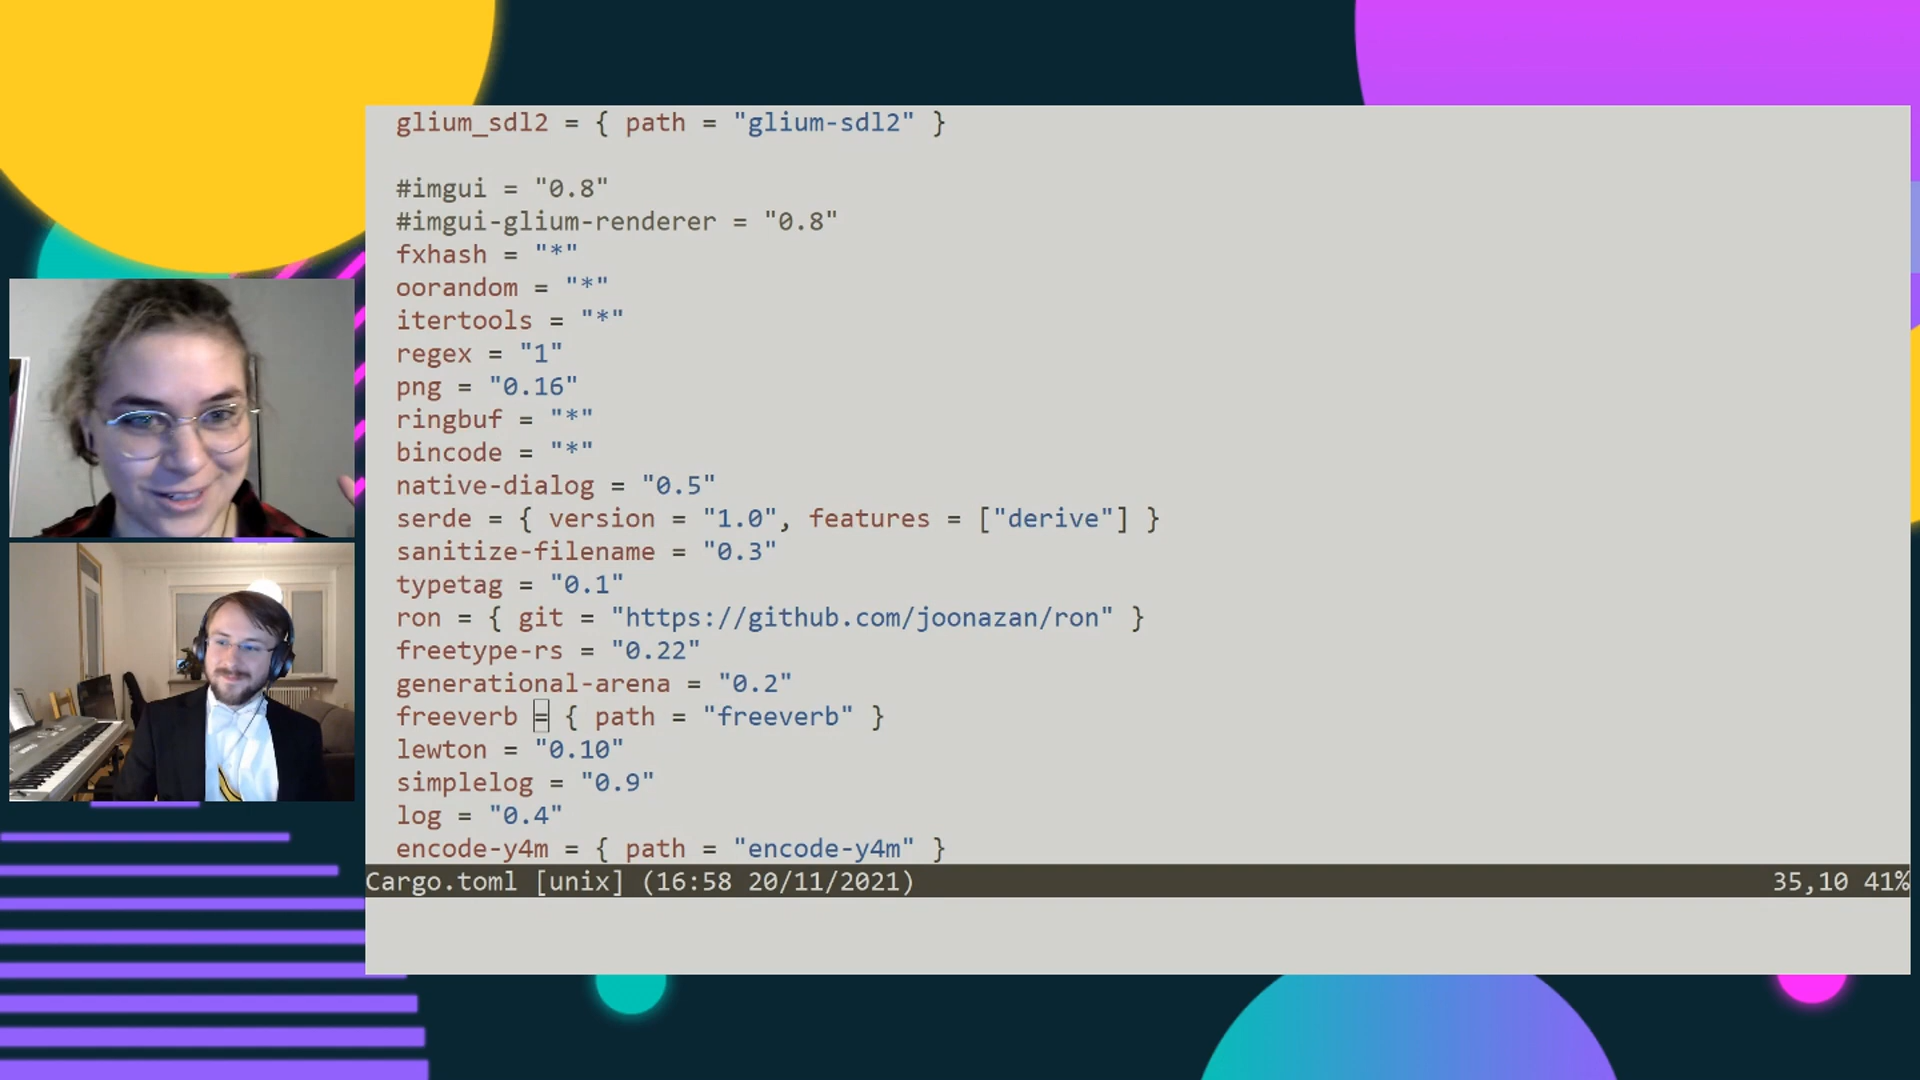 glium_sdl2 = { path = "glium-sdl2" }
#imgui = "0.8"
#imgui-glium-renderer = "0.8"
fxhash = "*"
oorandom = "*"
itertools = "*"
regex = "1"
png = "0.16"
ringbuf = "*"
bincode = "*"
native-dialog = "0.5"
serde = { version = "1.0", features = ["derive"] }
sanitize-filename = "0.3"
typetag = "0.1"
ron = { git = "https://github.com/joonazan/ron" }
freetype-rs = "0.22"
generational-arena = "0.2"
freeverb = { path = "freeverb" }
lewton = "0.10"
simplelog = "0.9"
log = "0.4"
encode-y4m = { path = "encode-y4m" }
Cargo.toml [unix] (16:58 20/11/2021) 35,10 41%